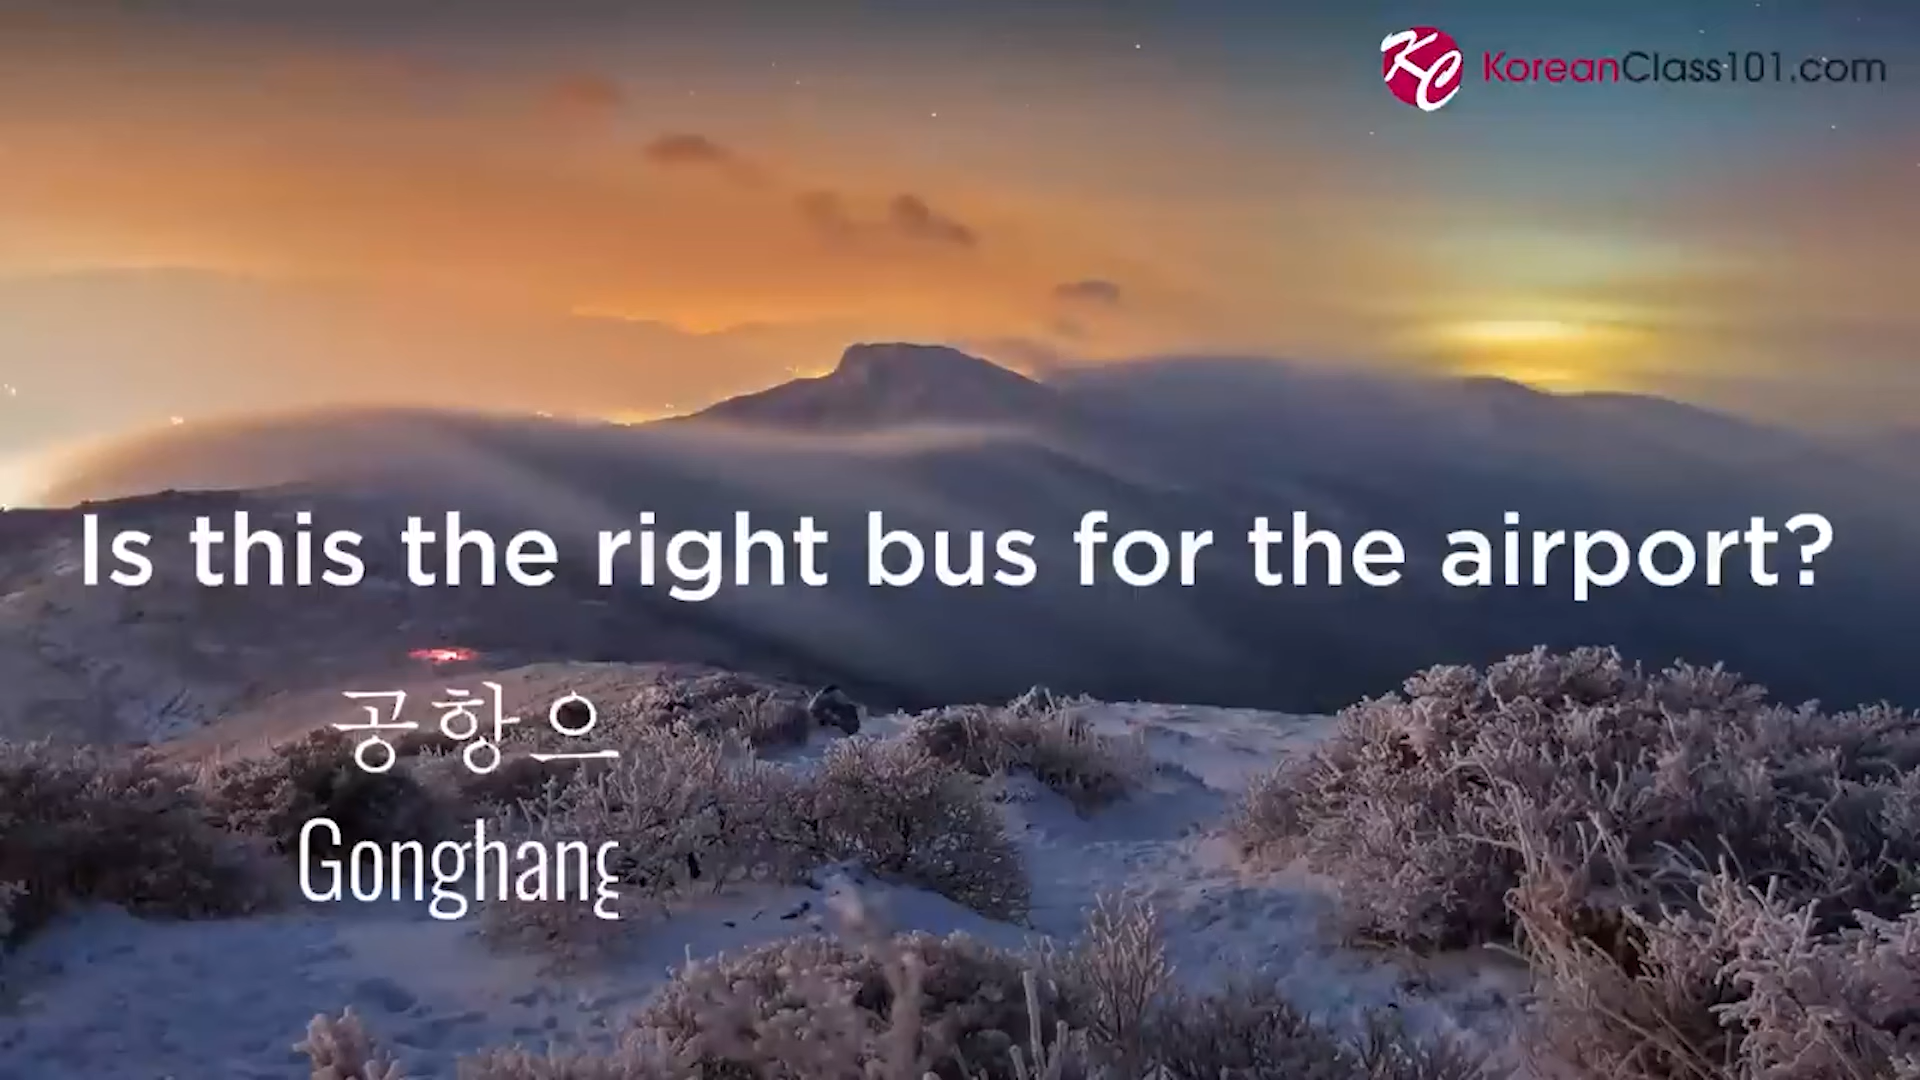 KC KoreanClass101.com
Is this the right bus for the airport?
공항으
Gonghang